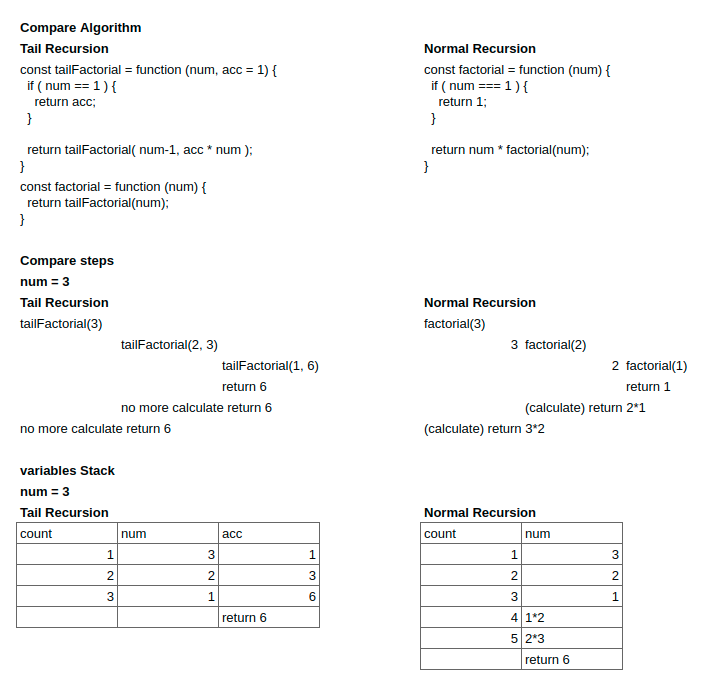 Compare Algorithm
Tail Recursion
const tailFactorial = function (num, acc = 1) {
if ( num == 1 ) {
return acc;
}
return tailFactorial( num-1, acc * num );
}
const factorial = function (num) {
return tailFactorial(num);
}
Normal Recursion
const factorial = function (num) {
if ( num === 1 ) {
return 1;
}
return num * factorial(num);
}
Compare steps
num = 3
Tail Recursion
tailFactorial(3)
tailFactorial(2, 3)
tailFactorial(1, 6)
return 6
no more calculate return 6
no more calculate return 6
Normal Recursion
factorial(3)
3 factorial(2)
2 factorial(1)
return 1
(calculate) return 2*1
(calculate) return 3*2
variables Stack
num = 3
Tail Recursion
count num acc
1 3 1
2 2 3
3 1 6
return 6
Normal Recursion
count num
1 3
2 2
3 1
4 1*2
5 2*3
return 6